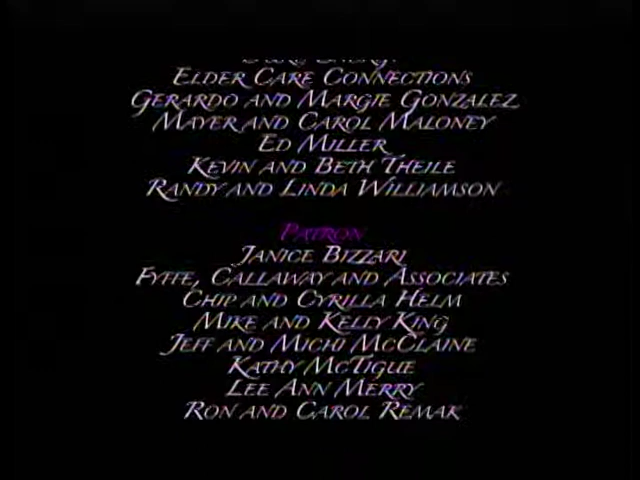 Elder Care Connections
Gerardo and Margie Gonzalez
Mayer and Carol Maloney
Ed Miller
Kevin and Beth Theile
Randy and Linda Williamson
Patron
Janice Bizzari
Fyffe, Callaway and Associates
Chip and Cyrilla Helm
Mike and Kelly King
Jeff and Michi McClaine
Kathy McTigue
Lee Ann Merry
Ron and Carol Remak